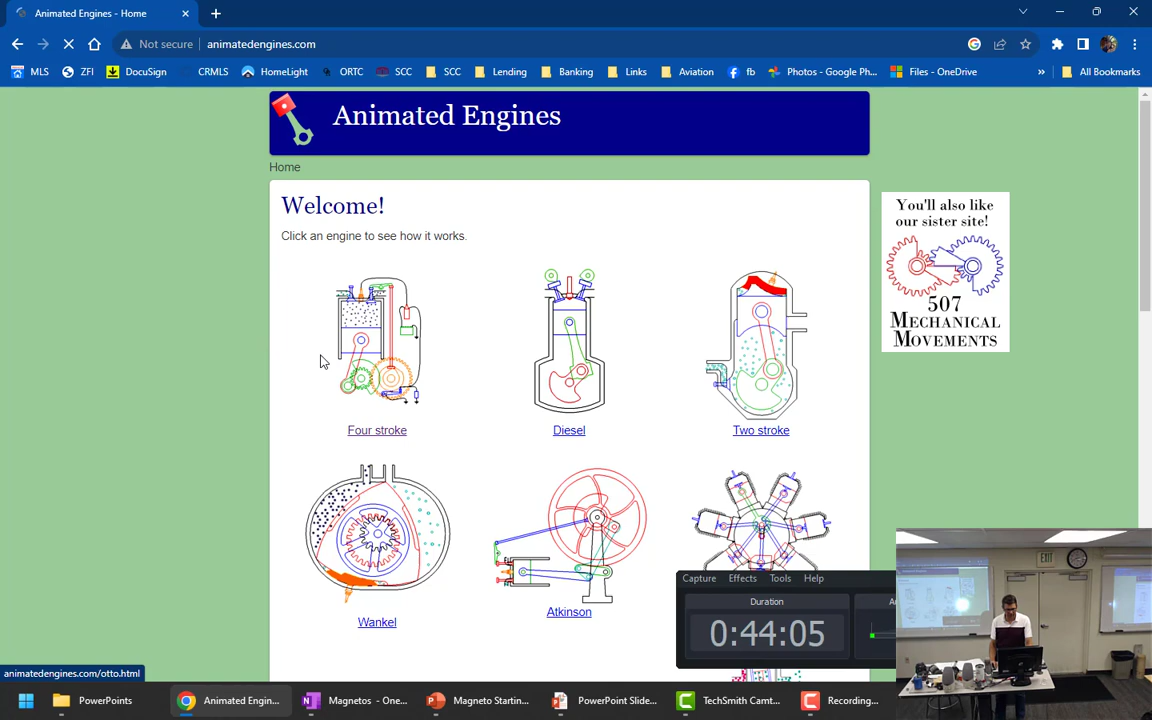 Animated Engines - Home
Not secure
animatedengines.com
MLS
ZFI
DocuSign
CRMLS
HomeLight
ORTC
SCC
SCC
Lending
Banking
Links
Aviation
fb
Photos - Google Ph...
Files - OneDrive
»
All Bookmarks
Animated Engines
Home
Welcome!
Click an engine to see how it works.
You'll also like
our sister site!
507
MECHANICAL
MOVEMENTS
Four stroke
Diesel
Two stroke
Wankel
Atkinson
Capture
Effects
Tools
Help
Duration
0:44:05
EXIT
animatedengines.com/otto.html
PowerPoints
Animated Engin...
Magnetos - One...
Magneto Starting...
PowerPoint Slide...
TechSmith Camt...
Recording...